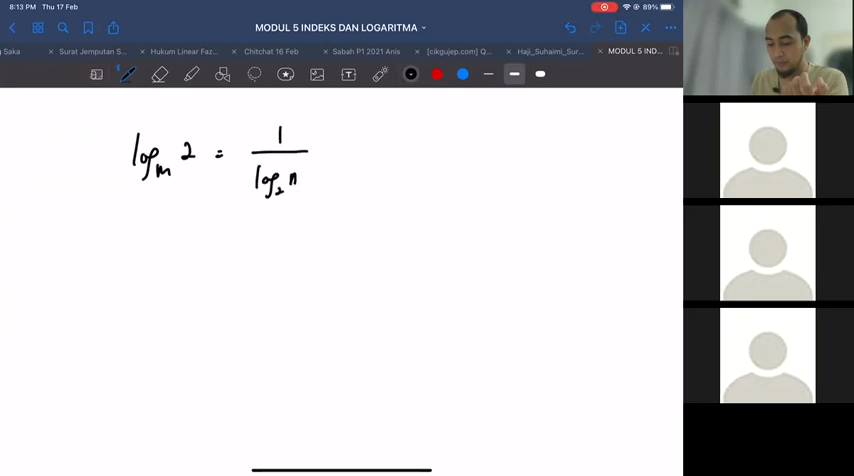 8:13 PM Thu 17 Feb
89%
MODUL 5 INDEKS DAN LOGARITMA
g Saka
Surat Jemputan S...
Hukum Linear Faz...
Chitchat 16 Feb
Sabah P1 2021 Anis
[cikgujep.com] Q...
Haji_Suhaimi_Sur...
MODUL 5 IND...
log_m 2 = 1 / log_2 n